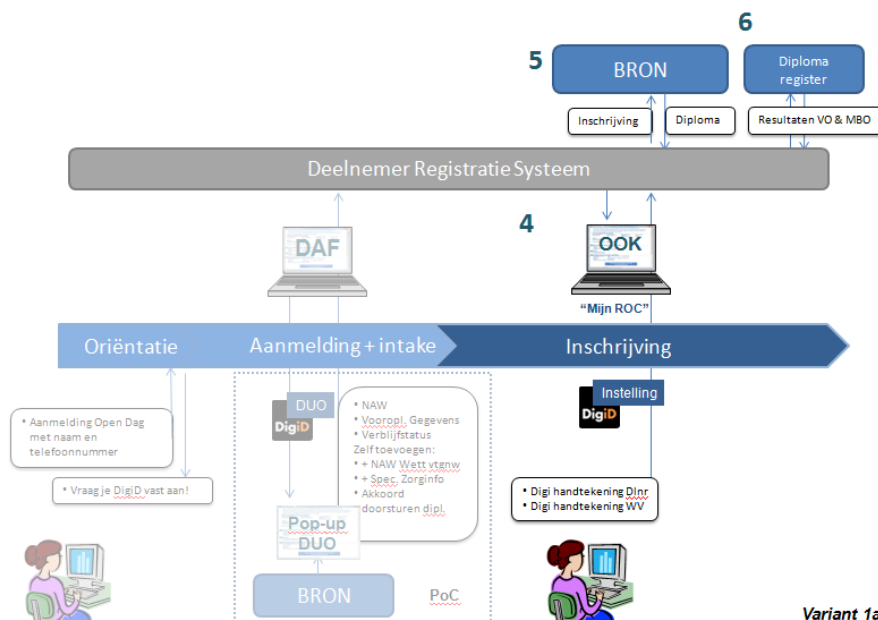 6
5
BRON
Diploma
register
Inschrijving
Diploma
Resultaten VO & MBO
Deelnemer Registratie Systeem
4
DAF
OOK
“Mijn ROC”
Oriëntatie
Aanmelding + intake
Inschrijving
DUO
DigiD
Instelling
DigiD
• Aanmelding Open Dag
met naam en
telefoonnummer
• Vraag je DigiD vast aan!
• NAW
• Vooropl. Gegevens
• Verblijfstatus
Zelf toevoegen:
• + NAW Wett vtgnw
• + Spec. Zorginfo
• Akkoord
doorsturen dipl.
• Digi handtekening Dlnr
• Digi handtekening WV
Pop-up
DUO
BRON
PoC
Variant 1a